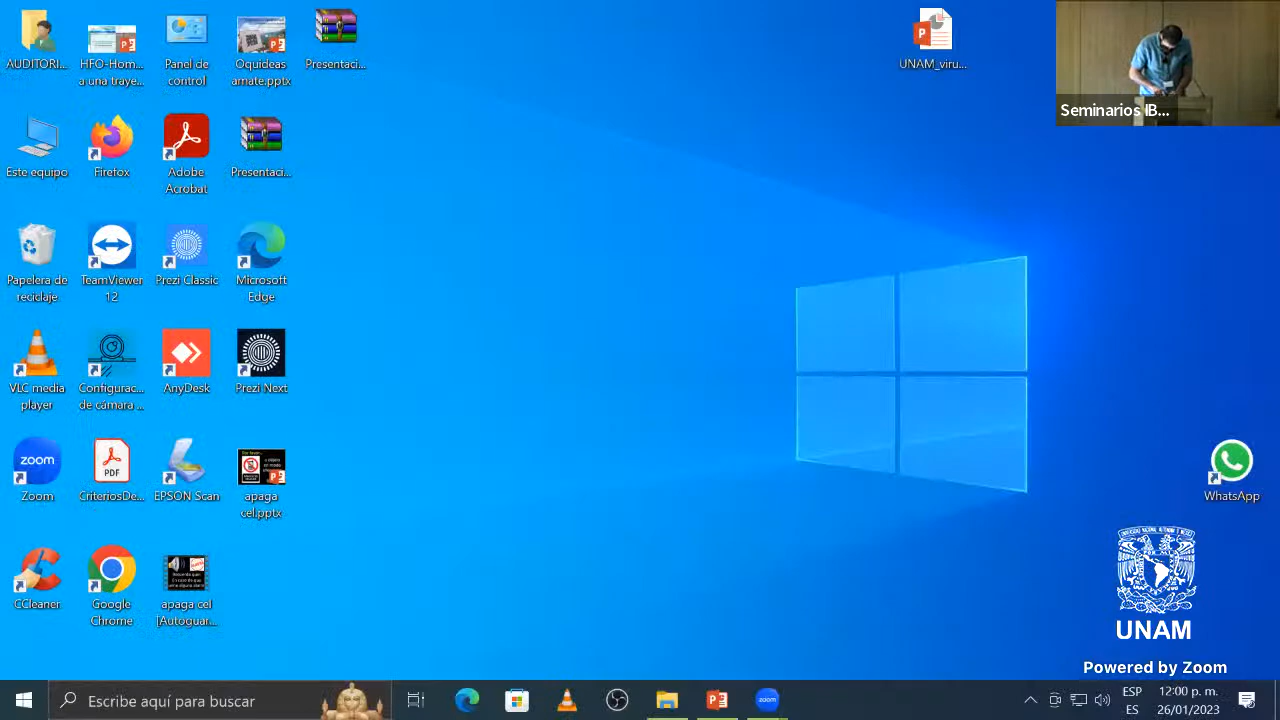 AUDITORI...
HFO-Hom...
a una traye...
Panel de
control
Oquideas
amate.pptx
Presentaci...
UNAM_viru...
Seminarios IB...
Este equipo
Firefox
Adobe
Acrobat
Presentaci...
Papelera de
reciclaje
TeamViewer
12
Prezi Classic
Microsoft
Edge
VLC media
player
Configurac...
de cámara ...
AnyDesk
Prezi Next
zoom
Zoom
PDF
CriteriosDe...
EPSON Scan
apaga
cel.pptx
WhatsApp
CCleaner
Google
Chrome
apaga cel
[Autoguar...
UNAM
Powered by Zoom
Escribe aquí para buscar
zoom
ESP
ES
12:00 p. m.
26/01/2023